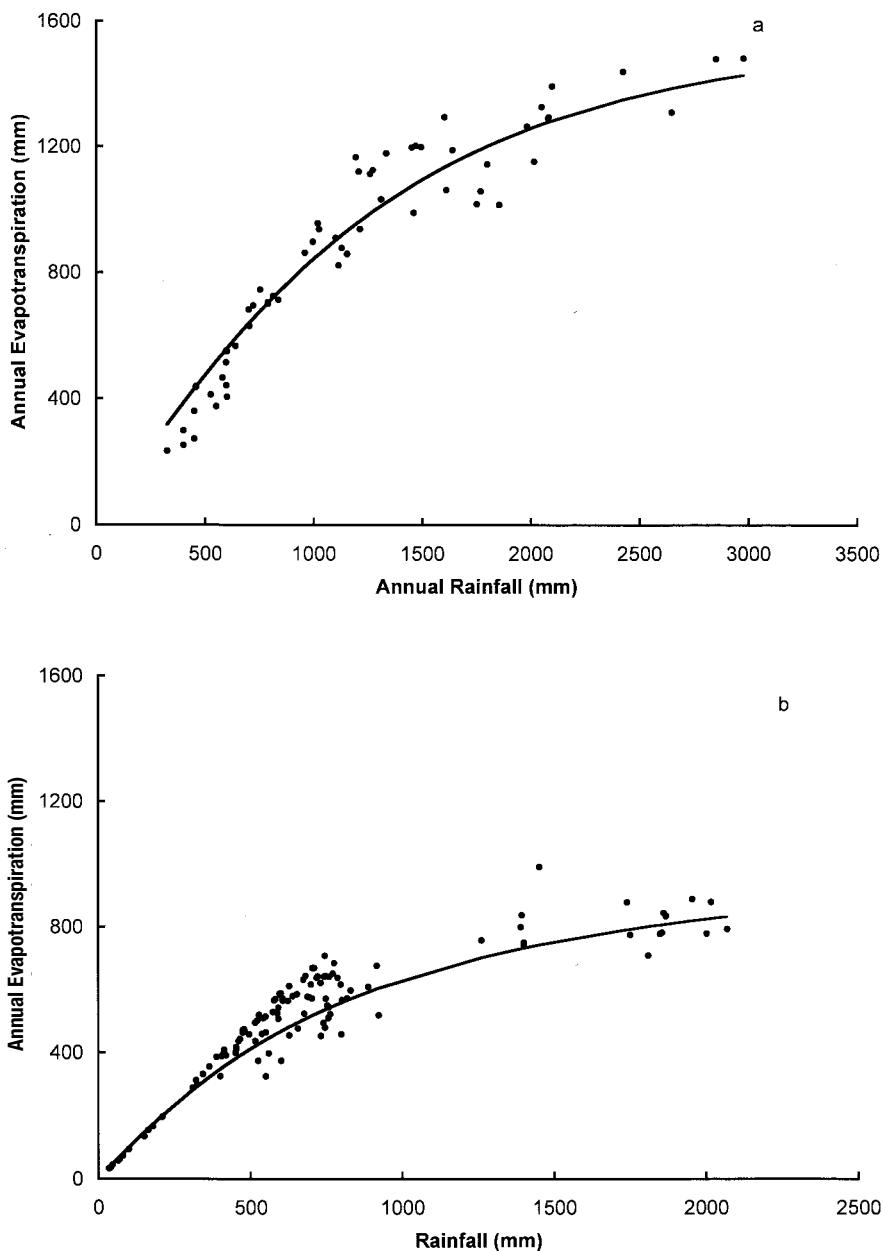 a
1600
1200
800
400
0
Annual Evapotranspiration (mm)
0 500 1000 1500 2000 2500 3000 3500
Annual Rainfall (mm)
b
1600
1200
800
400
0
Annual Evapotranspiration (mm)
0 500 1000 1500 2000 2500
Rainfall (mm)